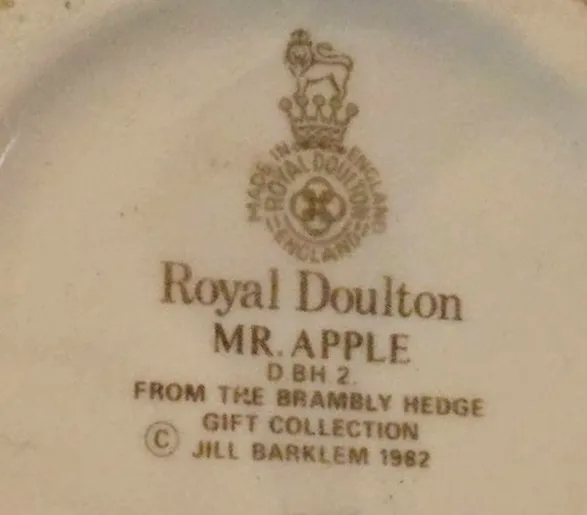 MADE IN ENGLAND
ROYAL DOULTON
ENGLAND
Royal Doulton
MR. APPLE
D.BH 2.
FROM THE BRAMBLY HEDGE
GIFT COLLECTION
© JILL BARKLEM 1982